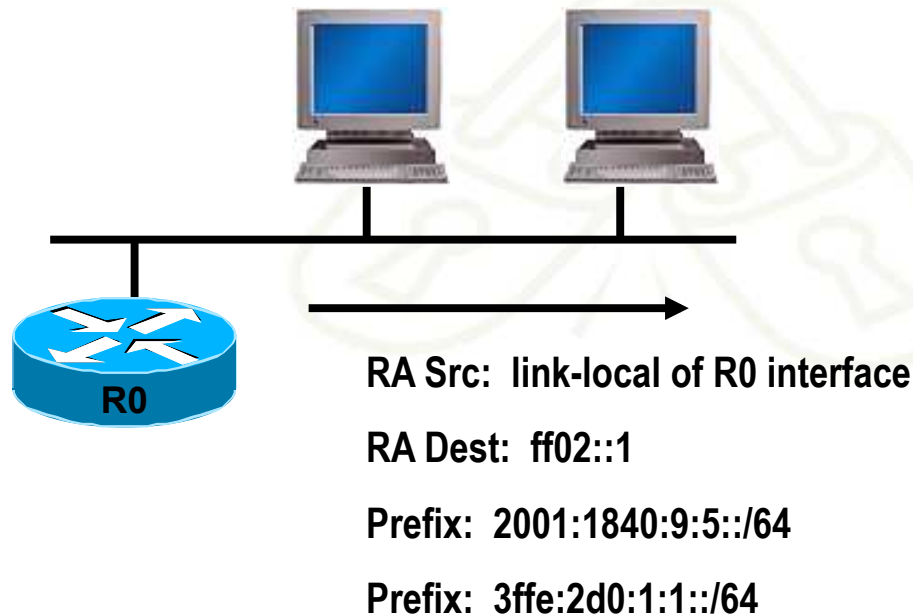 R0
RA Src: link-local of R0 interface
RA Dest: ff02::1
Prefix: 2001:1840:9:5::/64
Prefix: 3ffe:2d0:1:1::/64